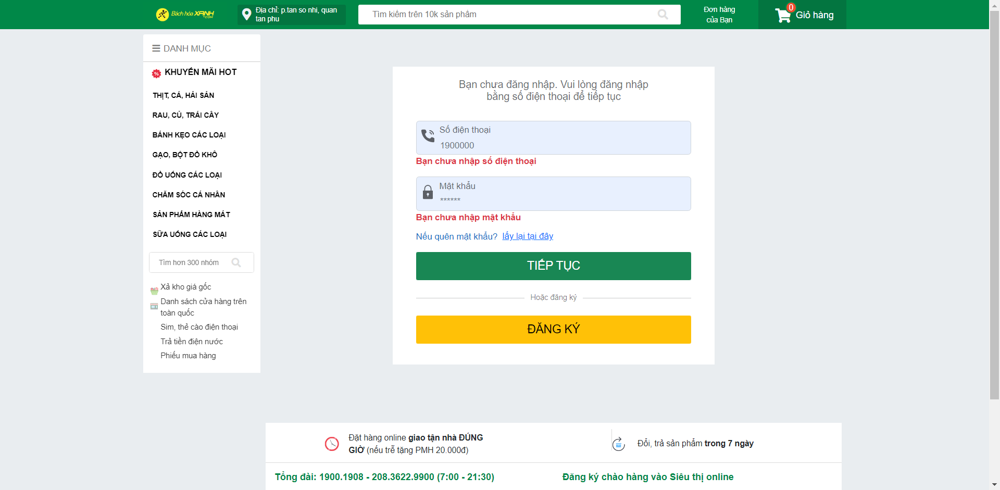 Bách hóa XANH
.COM
Địa chỉ: p.tan so nhi, quan
tan phu
Tìm kiếm trên 10k sản phẩm
Đơn hàng
của Bạn
0
Giỏ hàng
DANH MỤC
KHUYẾN MÃI HOT
THỊT, CÁ, HẢI SẢN
RAU, CỦ, TRÁI CÂY
BÁNH KẸO CÁC LOẠI
GẠO, BỘT ĐỒ KHÔ
ĐỒ UỐNG CÁC LOẠI
CHĂM SÓC CÁ NHÂN
SẢN PHẨM HÀNG MÁT
SỮA UỐNG CÁC LOẠI
Tìm hơn 300 nhóm
Xả kho giá gốc
Danh sách cửa hàng trên
toàn quốc
Sim, thẻ cào điện thoại
Trả tiền điện nước
Phiếu mua hàng
Bạn chưa đăng nhập. Vui lòng đăng nhập
bằng số điện thoại để tiếp tục
Số điện thoại
1900000
Bạn chưa nhập số điện thoại
Mật khẩu
******
Bạn chưa nhập mật khẩu
Nếu quên mật khẩu? lấy lại tại đây
TIẾP TỤC
Hoặc đăng ký
ĐĂNG KÝ
Đặt hàng online giao tận nhà ĐÚNG
GIỜ (nếu trễ tặng PMH 20.000đ)
Đổi, trả sản phẩm trong 7 ngày
Tổng đài: 1900.1908 - 208.3622.9900 (7:00 - 21:30)
Đăng ký chào hàng vào Siêu thị online